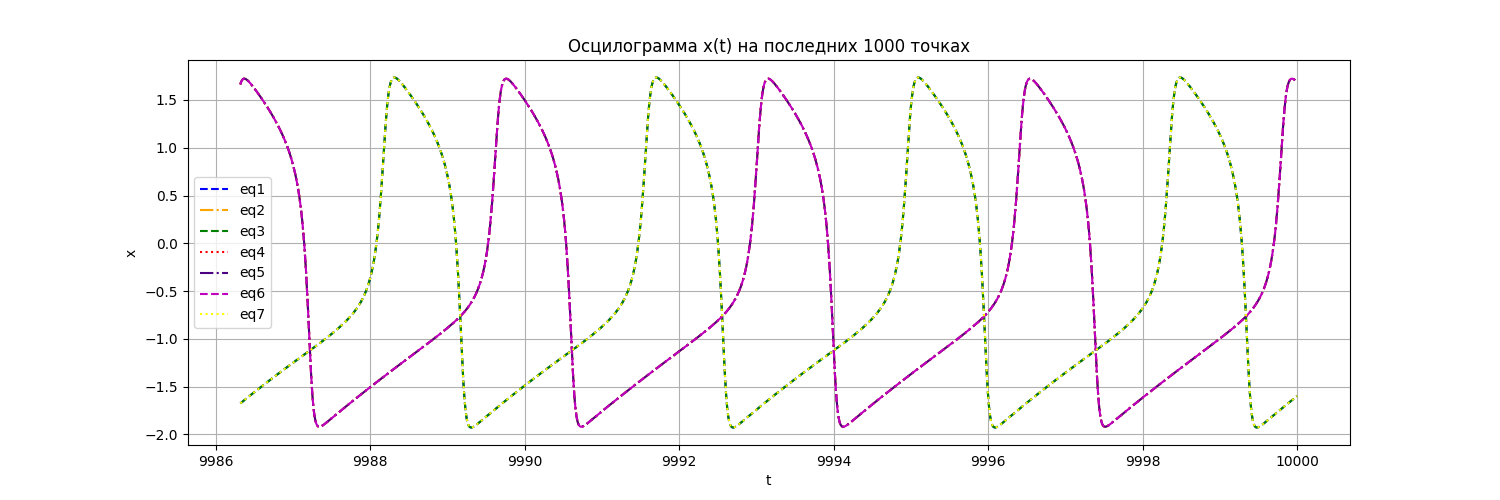 Осцилограмма x(t) на последних 1000 точках
x
1.5
1.0
0.5
0.0
−0.5
−1.0
−1.5
−2.0
eq1
eq2
eq3
eq4
eq5
eq6
eq7
9986 9988 9990 9992 9994 9996 9998 10000
t